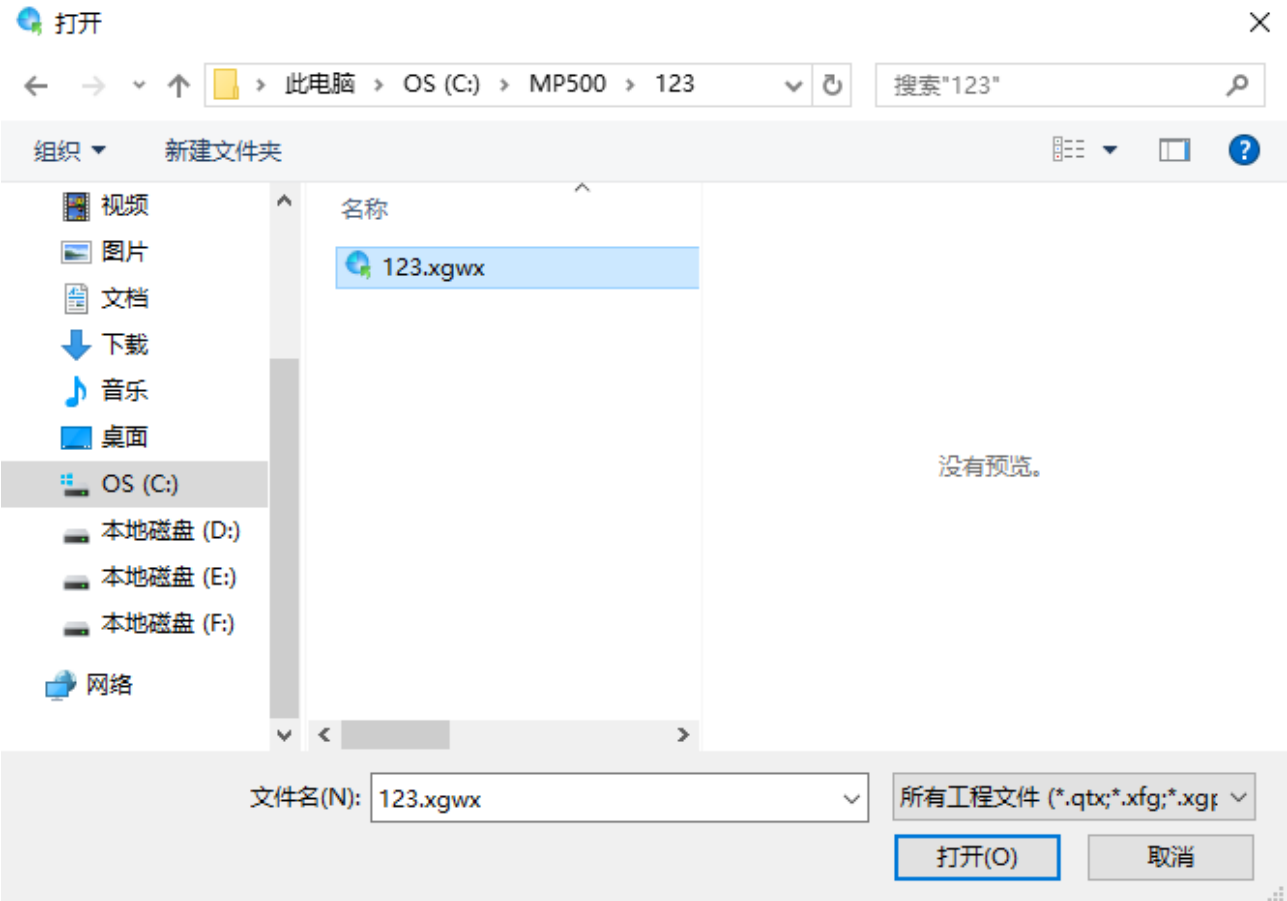 打开
此电脑 > OS (C:) > MP500 > 123
搜索"123"
组织
新建文件夹
?
视频
图片
文档
下载
音乐
桌面
OS (C:)
本地磁盘 (D:)
本地磁盘 (E:)
本地磁盘 (F:)
网络
名称
123.xgwx
没有预览。
文件名(N): 123.xgwx
所有工程文件 (*.qtx;*.xfg;*.xgp
打开(O)
取消